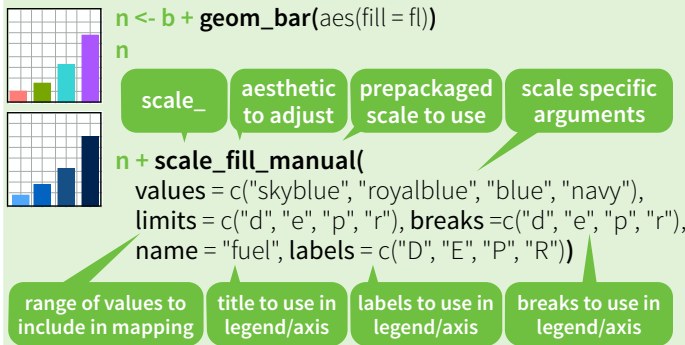 n <- b + geom_bar(aes(fill = fl))
n
scale_
aesthetic
to adjust
prepackaged
scale to use
scale specific
arguments
n + scale_fill_manual(
values = c("skyblue", "royalblue", "blue", "navy"),
limits = c("d", "e", "p", "r"), breaks =c("d", "e", "p", "r"),
name = "fuel", labels = c("D", "E", "P", "R"))
range of values to
include in mapping
title to use in
legend/axis
labels to use in
legend/axis
breaks to use in
legend/axis